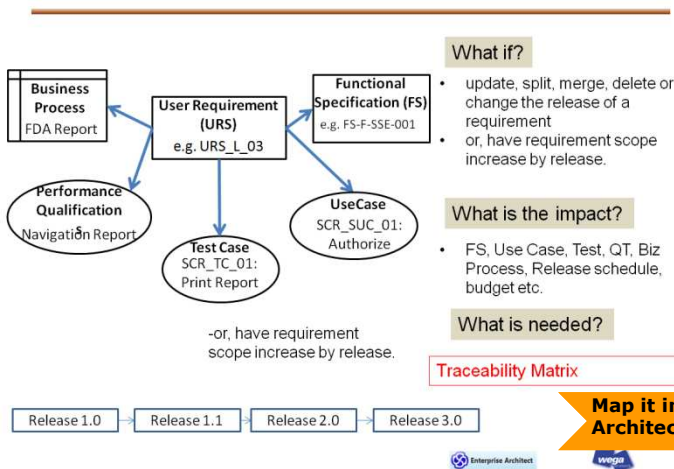 Business
Process
FDA Report
User Requirement
(URS)
e.g. URS_L_03
Functional
Specification (FS)
e.g. FS-F-SSE-001
Performance
Qualification
s
Navigation Report
Test Case
SCR_TC_01:
Print Report
UseCase
SCR_SUC_01:
Authorize
-or, have requirement
scope increase by release.
What if?
• update, split, merge, delete or
change the release of a
requirement
• or, have requirement scope
increase by release.
What is the impact?
• FS, Use Case, Test, QT, Biz
Process, Release schedule,
budget etc.
What is needed?
Traceability Matrix
Release 1.0
Release 1.1
Release 2.0
Release 3.0
Map it in
Architec
Enterprise Architect
wega